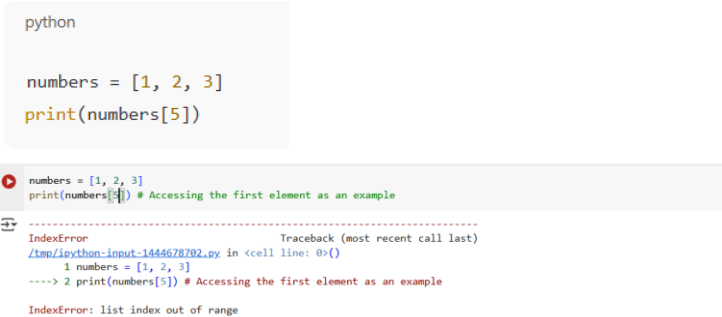 python
numbers = [1, 2, 3]
print(numbers[5])
numbers = [1, 2, 3]
print(numbers[5]) # Accessing the first element as an example
---------------------------------------------------------------------------
IndexError                                Traceback (most recent call last)
/tmp/ipython-input-1444678702.py in <cell line: 0>()
      1 numbers = [1, 2, 3]
----> 2 print(numbers[5]) # Accessing the first element as an example

IndexError: list index out of range